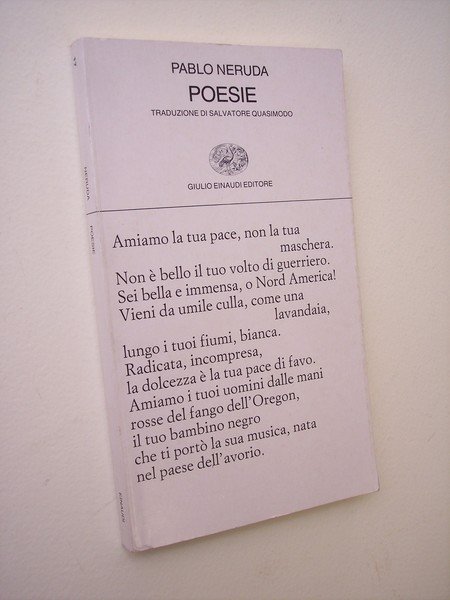 PABLO NERUDA
POESIE
TRADUZIONE DI SALVATORE QUASIMODO
GIULIO EINAUDI EDITORE
Amiamo la tua pace, non la tua
maschera.
Non è bello il tuo volto di guerriero.
Sei bella e immensa, o Nord America!
Vieni da umile culla, come una
lavandaia,
lungo i tuoi fiumi, bianca.
Radicata, incompresa,
la dolcezza è la tua pace di favo.
Amiamo i tuoi uomini dalle mani
rosse del fango dell'Oregon,
il tuo bambino negro
che ti portò la sua musica, nata
nel paese dell'avorio.
NERUDA
POESIE
EINAUDI